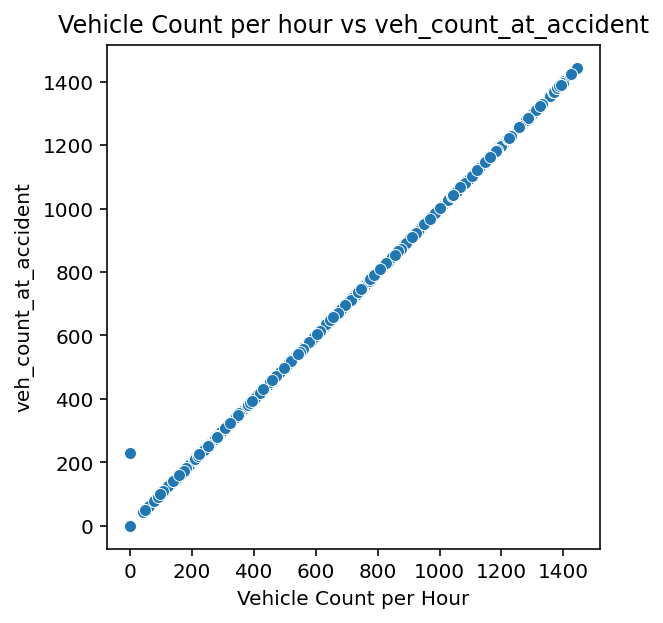 Vehicle Count per hour vs veh_count_at_accident
1400
1200
1000
800
600
400
200
0
veh_count_at_accident
0 200 400 600 800 1000 1200 1400
Vehicle Count per Hour